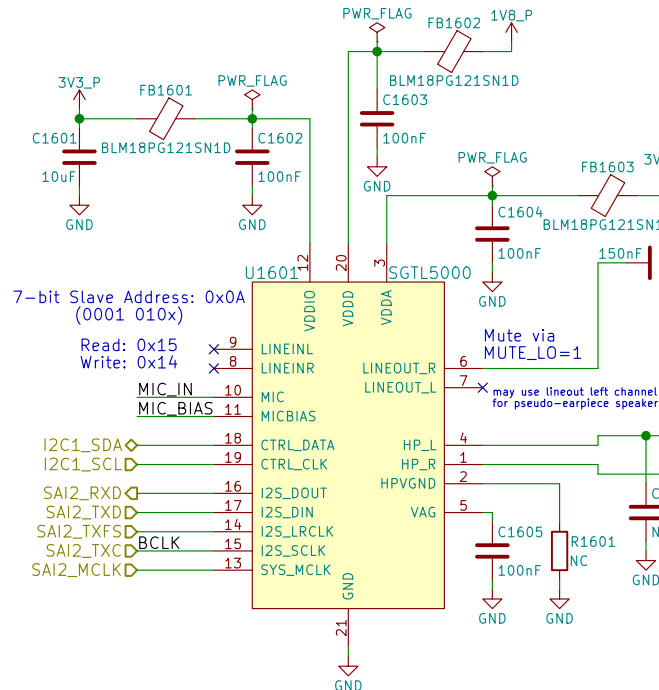 PWR_FLAG
FB1602
1V8_P
BLM18PG121SN1D
C1603
100nF
GND
3V3_P
FB1601
PWR_FLAG
C1601
BLM18PG121SN1D
C1602
10uF
100nF
GND
GND
PWR_FLAG
FB1603
3V
C1604
BLM18PG121SN1
100nF
150nF
GND
U1601
SGTL5000
12
20
3
VDDIO
VDDD
VDDA
7-bit Slave Address: 0x0A
(0001 010x)
Read: 0x15
Write: 0x14
9 LINEINL
8 LINEINR
Mute via
MUTE_LO=1
LINEOUT_R 6
LINEOUT_L 7
may use lineout left channel
for pseudo-earpiece speaker
MIC_IN 10 MIC
MIC_BIAS 11 MICBIAS
I2C1_SDA 18 CTRL_DATA
I2C1_SCL 19 CTRL_CLK
HP_L 4
HP_R 1
HPVGND 2
SAI2_RXD 16 I2S_DOUT
SAI2_TXD 17 I2S_DIN
SAI2_TXFS 14 I2S_LRCLK
SAI2_TXC BCLK 15 I2S_SCLK
SAI2_MCLK 13 SYS_MCLK
VAG 5
C1605
100nF
GND
R1601
NC
GND
C
N
GND
GND
21
GND